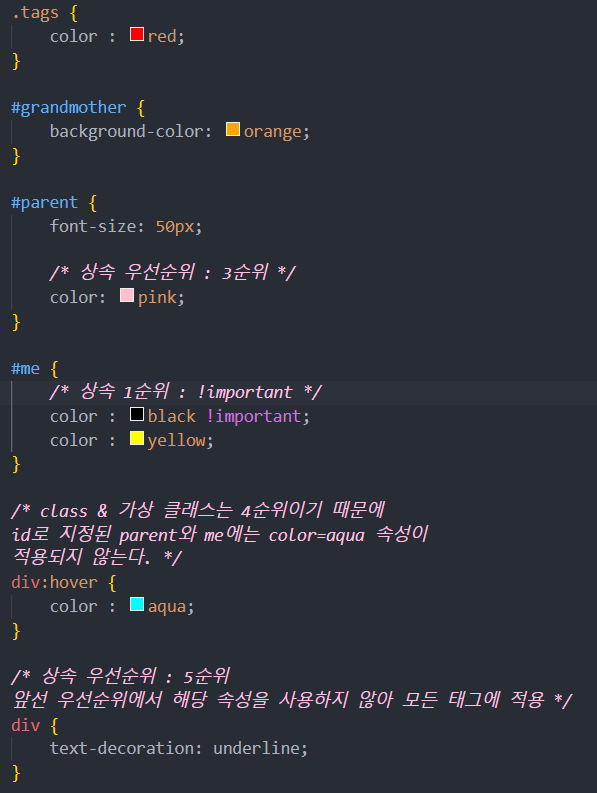 .tags {
color : red;
}
#grandmother {
background-color: orange;
}
#parent {
font-size: 50px;
/* 상속 우선순위 : 3순위 */
color: pink;
}
#me {
/* 상속 1순위 : !important */
color : black !important;
color : yellow;
}
/* class & 가상 클래스는 4순위이기 때문에
id로 지정된 parent와 me에는 color=aqua 속성이
적용되지 않는다. */
div:hover {
color : aqua;
}
/* 상속 우선순위 : 5순위
앞선 우선순위에서 해당 속성을 사용하지 않아 모든 태그에 적용 */
div {
text-decoration: underline;
}